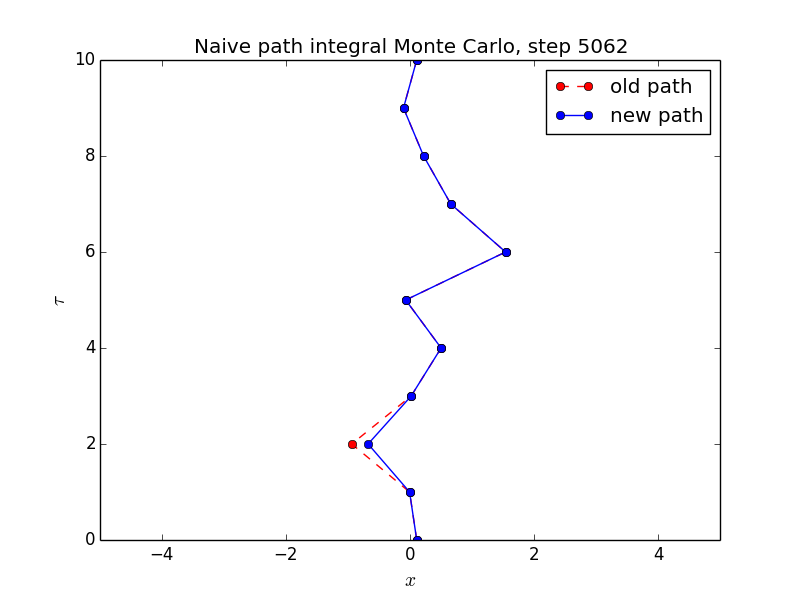 Naive path integral Monte Carlo, step 5062
10
old path
new path
8
6
τ
4
2
0
−4 −2 0 2 4
x